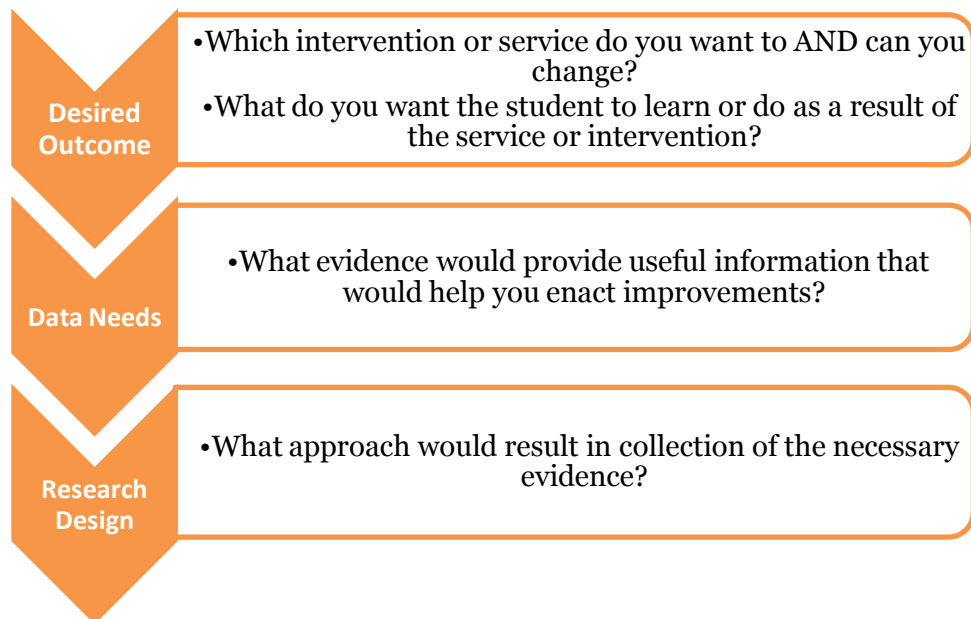 •Which intervention or service do you want to AND can you
change?
•What do you want the student to learn or do as a result of
the service or intervention?
Desired
Outcome
•What evidence would provide useful information that
would help you enact improvements?
Data Needs
•What approach would result in collection of the necessary
evidence?
Research
Design